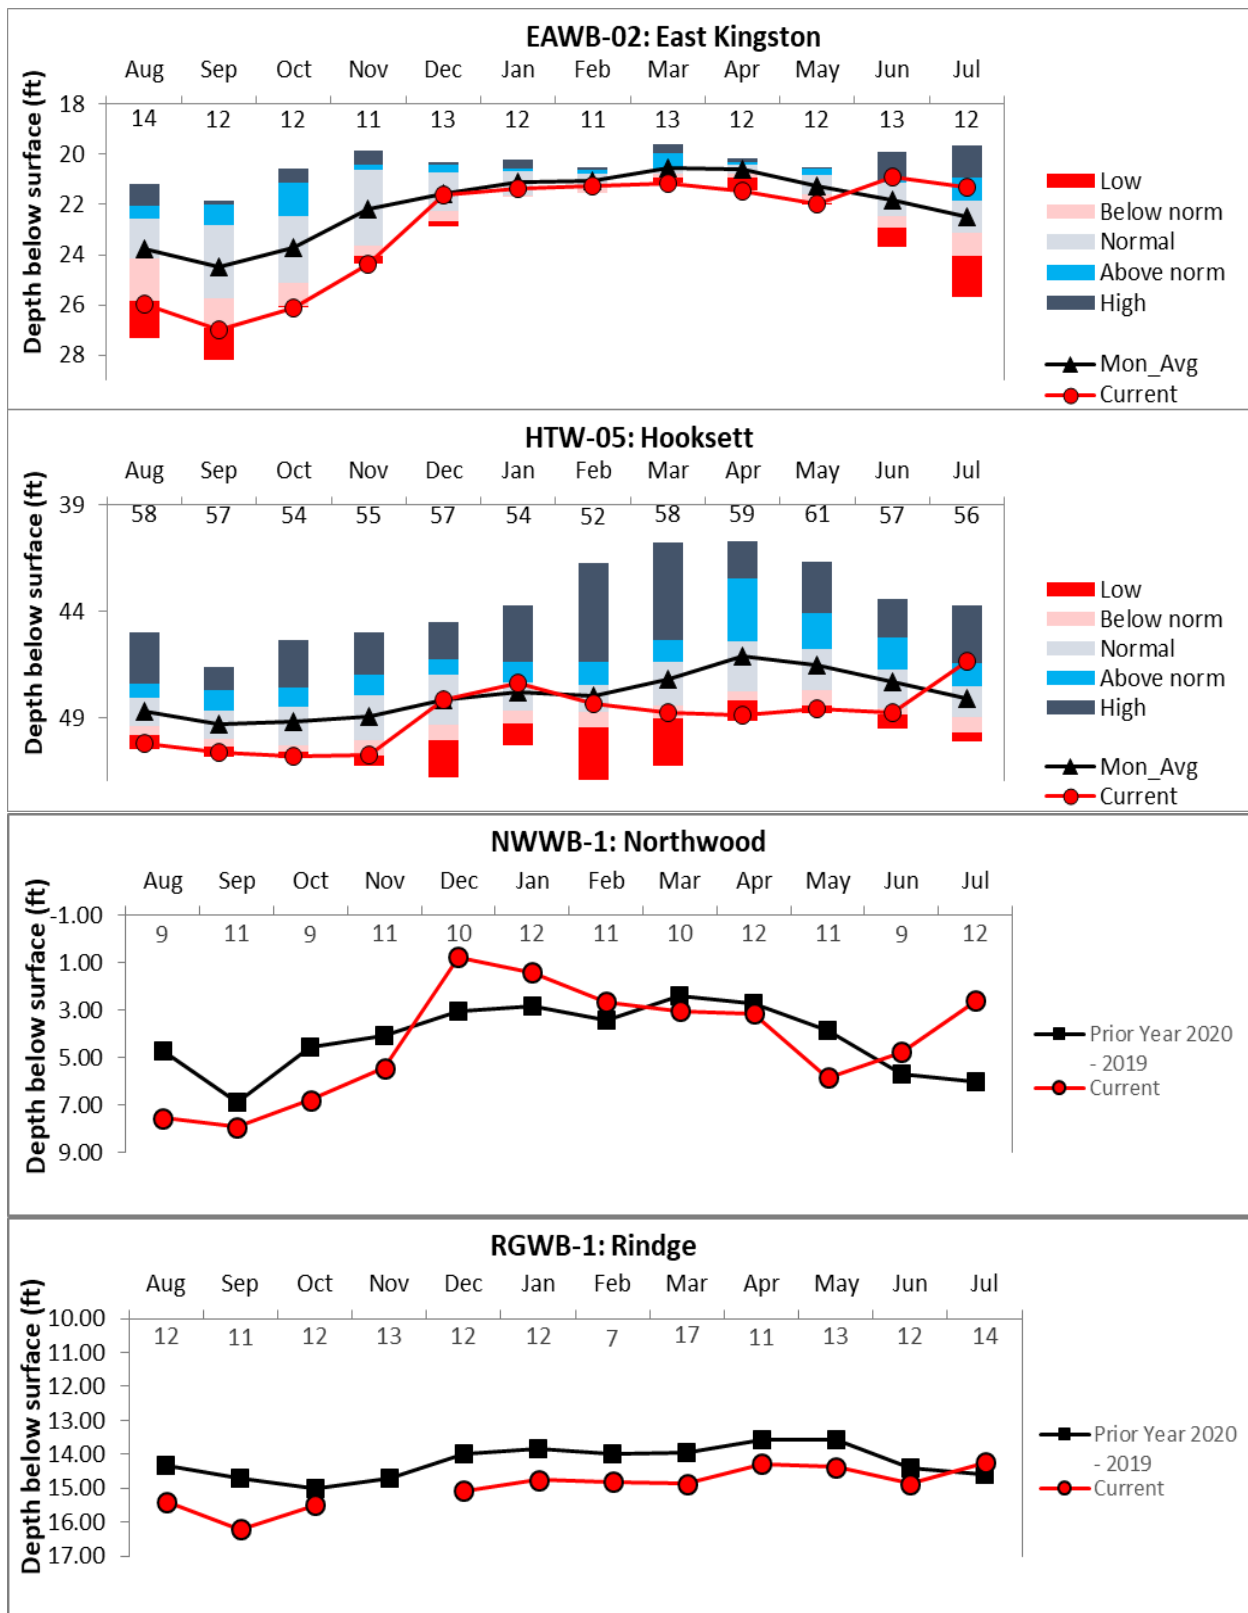 EAWB-02: East Kingston
Aug Sep Oct Nov Dec Jan Feb Mar Apr May Jun Jul
Depth below surface (ft)
18
14 12 12 11 13 12 11 13 12 12 13 12
20
22
24
26
28
Low
Below norm
Normal
Above norm
High
Mon_Avg
Current
HTW-05: Hooksett
Aug Sep Oct Nov Dec Jan Feb Mar Apr May Jun Jul
Depth below surface (ft)
39
58 57 54 55 57 54 52 58 59 61 57 56
44
49
Low
Below norm
Normal
Above norm
High
Mon_Avg
Current
NWWB-1: Northwood
Aug Sep Oct Nov Dec Jan Feb Mar Apr May Jun Jul
Depth below surface (ft)
-1.00
9 11 9 11 10 12 11 10 12 11 9 12
1.00
3.00
5.00
7.00
9.00
Prior Year 2020
- 2019
Current
RGWB-1: Rindge
Aug Sep Oct Nov Dec Jan Feb Mar Apr May Jun Jul
Depth below surface (ft)
10.00
12 11 12 13 12 12 7 17 11 13 12 14
11.00
12.00
13.00
14.00
15.00
16.00
17.00
Prior Year 2020
- 2019
Current